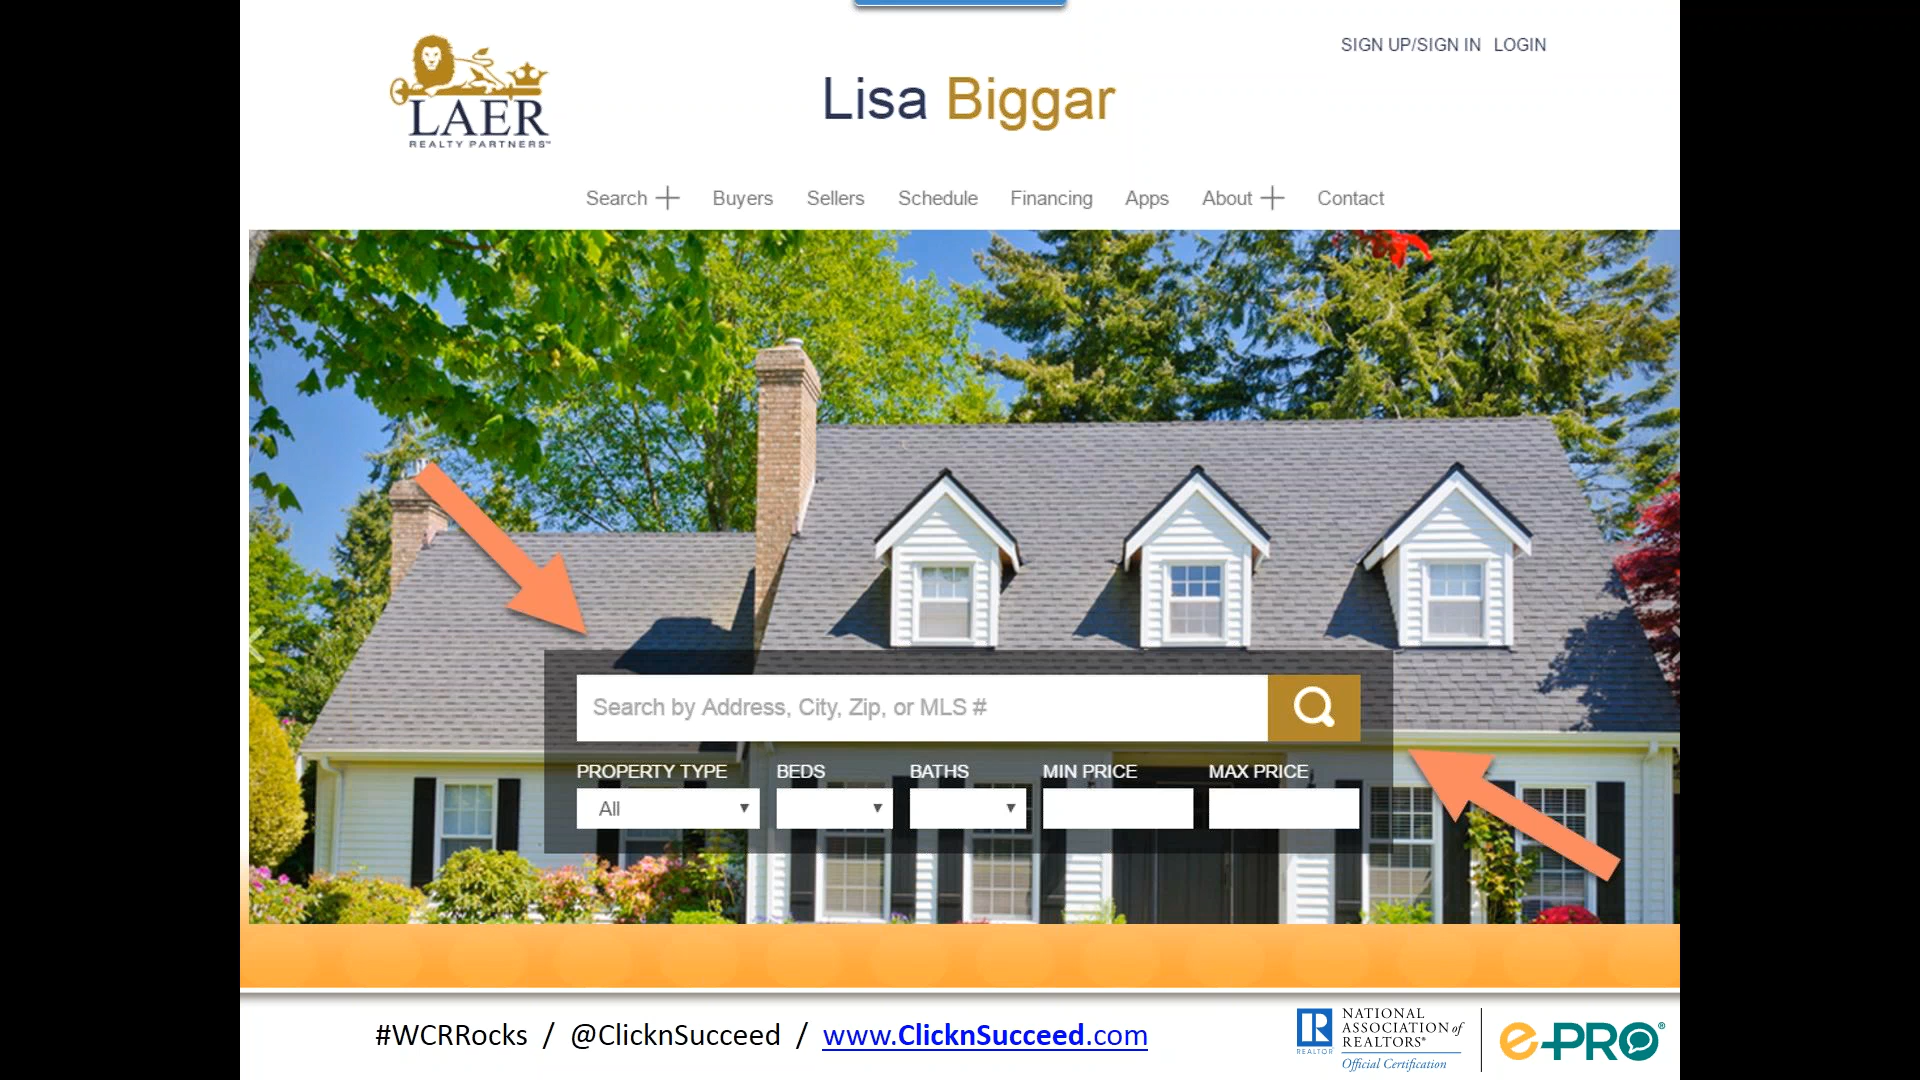 SIGN UP/SIGN IN LOGIN
LAER
REALTY PARTNERS™
Lisa Biggar
Search Buyers Sellers Schedule Financing Apps About Contact
Search by Address, City, Zip, or MLS #
PROPERTY TYPE BEDS BATHS MIN PRICE MAX PRICE
All
#WCRRocks / @ClicknSucceed / www.ClicknSucceed.com
R
REALTOR
NATIONAL
ASSOCIATION of
REALTORS®
Official Certification
e-PRO®